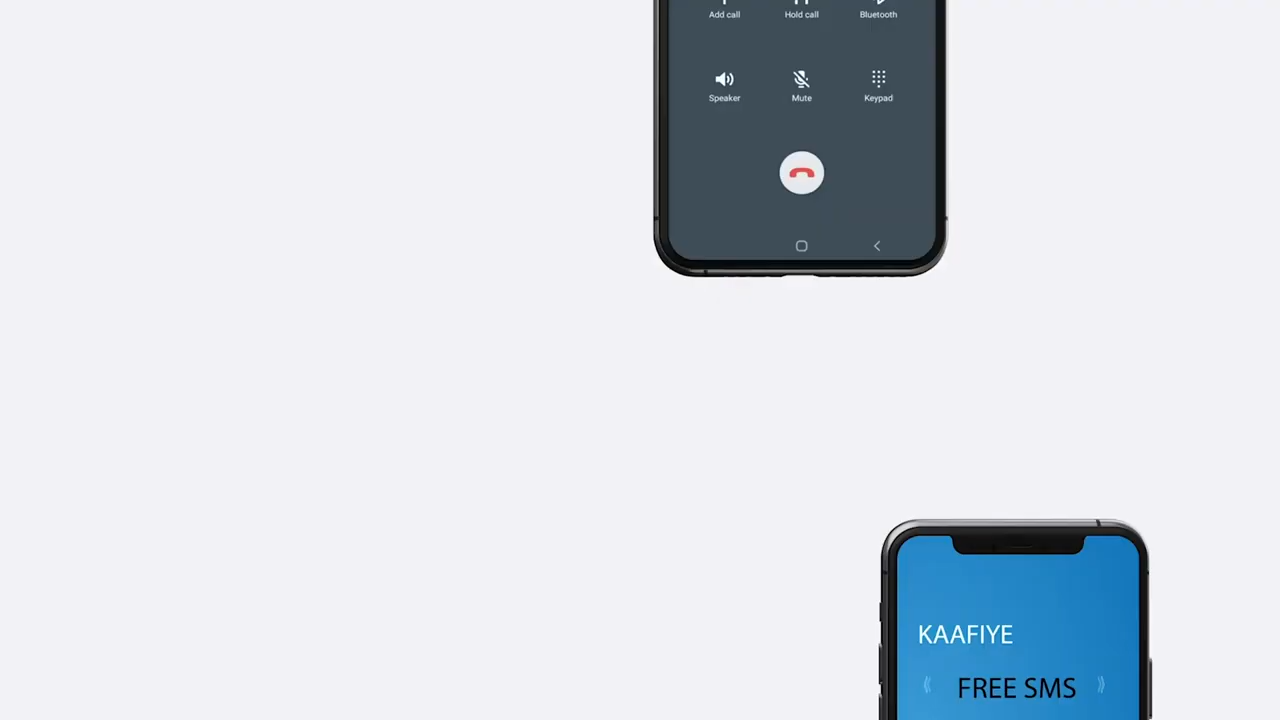 Add call Hold call Bluetooth
Speaker Mute Keypad
KAAFIYE
FREE SMS